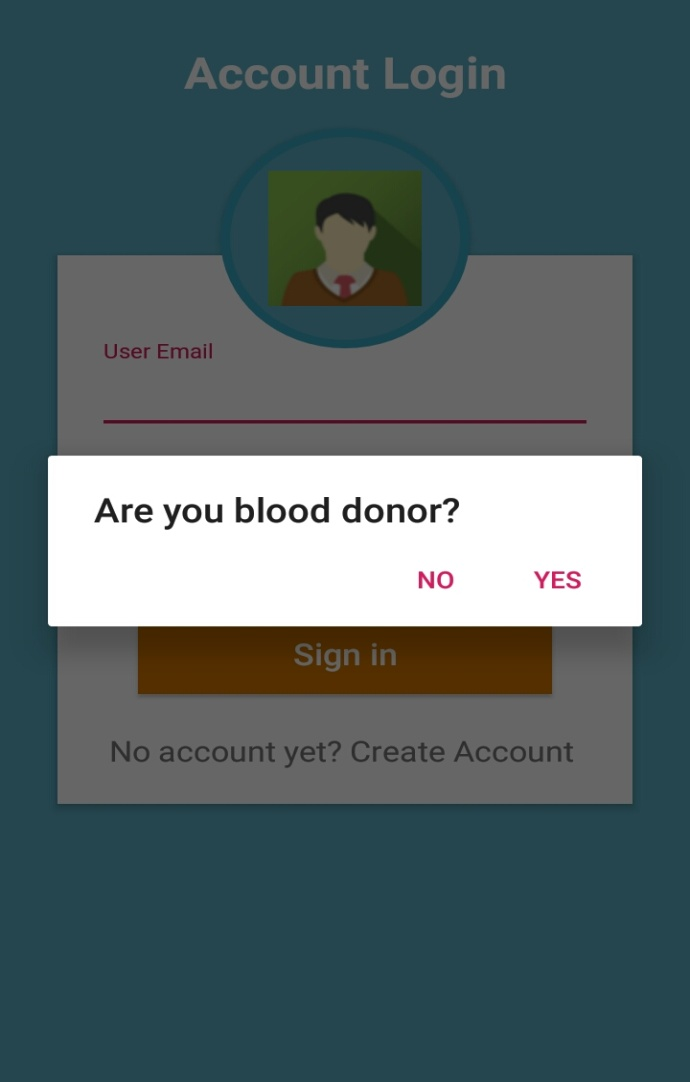 Account Login
User Email
Are you blood donor?
NO YES
Sign in
No account yet? Create Account